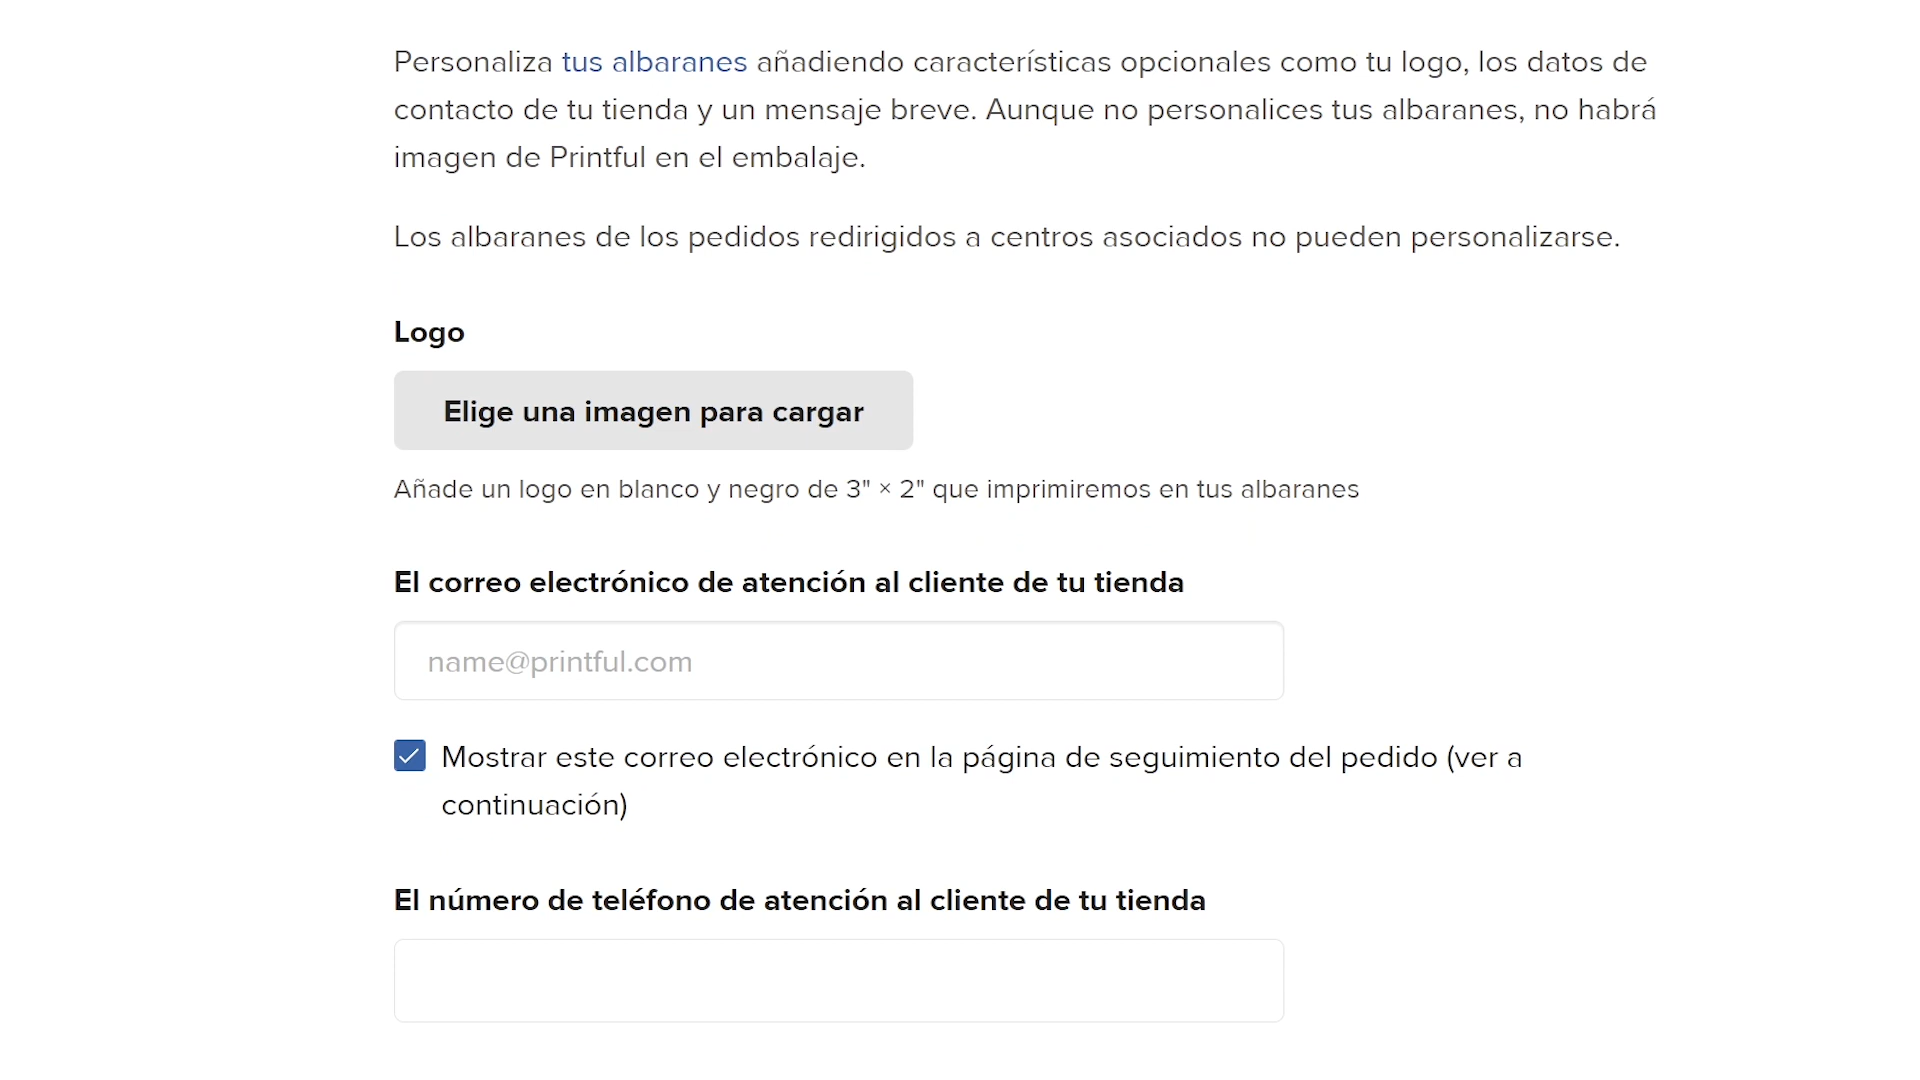 Personaliza tus albaranes añadiendo características opcionales como tu logo, los datos de
contacto de tu tienda y un mensaje breve. Aunque no personalices tus albaranes, no habrá
imagen de Printful en el embalaje.
Los albaranes de los pedidos redirigidos a centros asociados no pueden personalizarse.
Logo
Elige una imagen para cargar
Añade un logo en blanco y negro de 3" × 2" que imprimiremos en tus albaranes
El correo electrónico de atención al cliente de tu tienda
name@printful.com
Mostrar este correo electrónico en la página de seguimiento del pedido (ver a
continuación)
El número de teléfono de atención al cliente de tu tienda